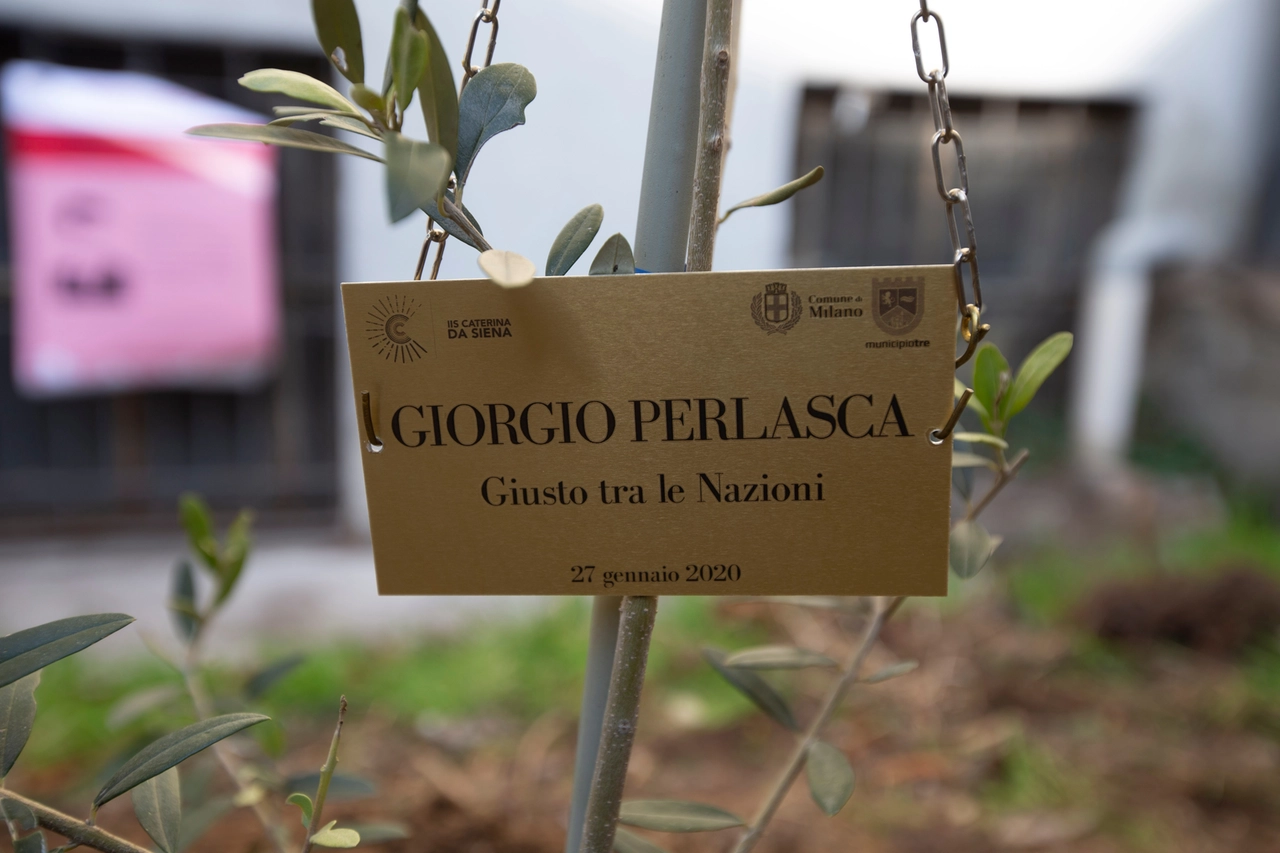 IIS CATERINA
DA SIENA
Comune di
Milano
municipiotre
GIORGIO PERLASCA
Giusto tra le Nazioni
27 gennaio 2020